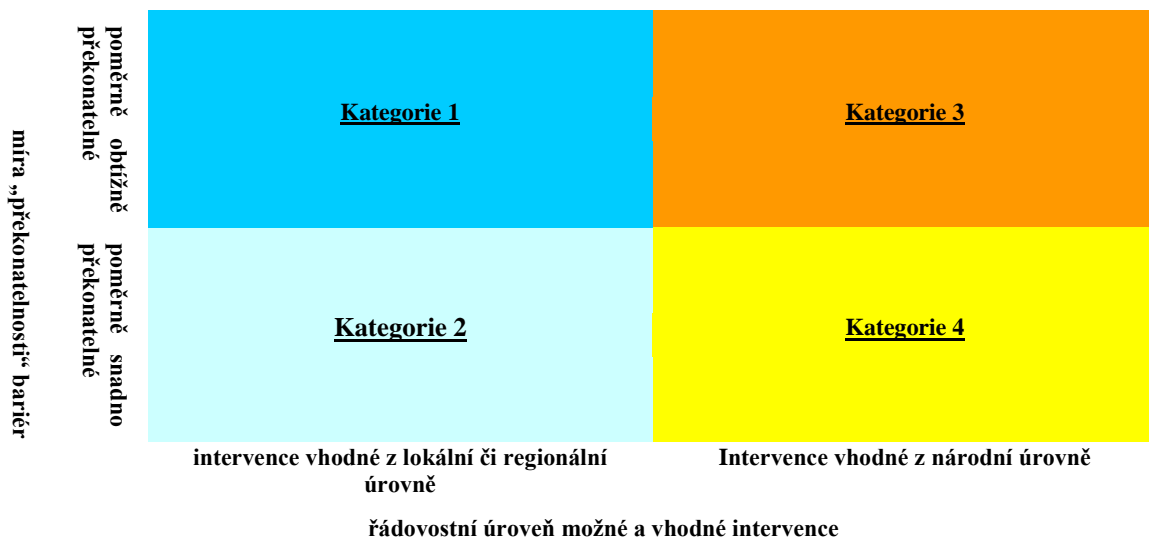 míra „překonatelnosti“ bariér
poměrně obtížně
překonatelné
Kategorie 1
Kategorie 3
poměrně snadno
překonatelné
Kategorie 2
Kategorie 4
intervence vhodné z lokální či regionální
úrovně
Intervence vhodné z národní úrovně
řádovostní úroveň možné a vhodné intervence